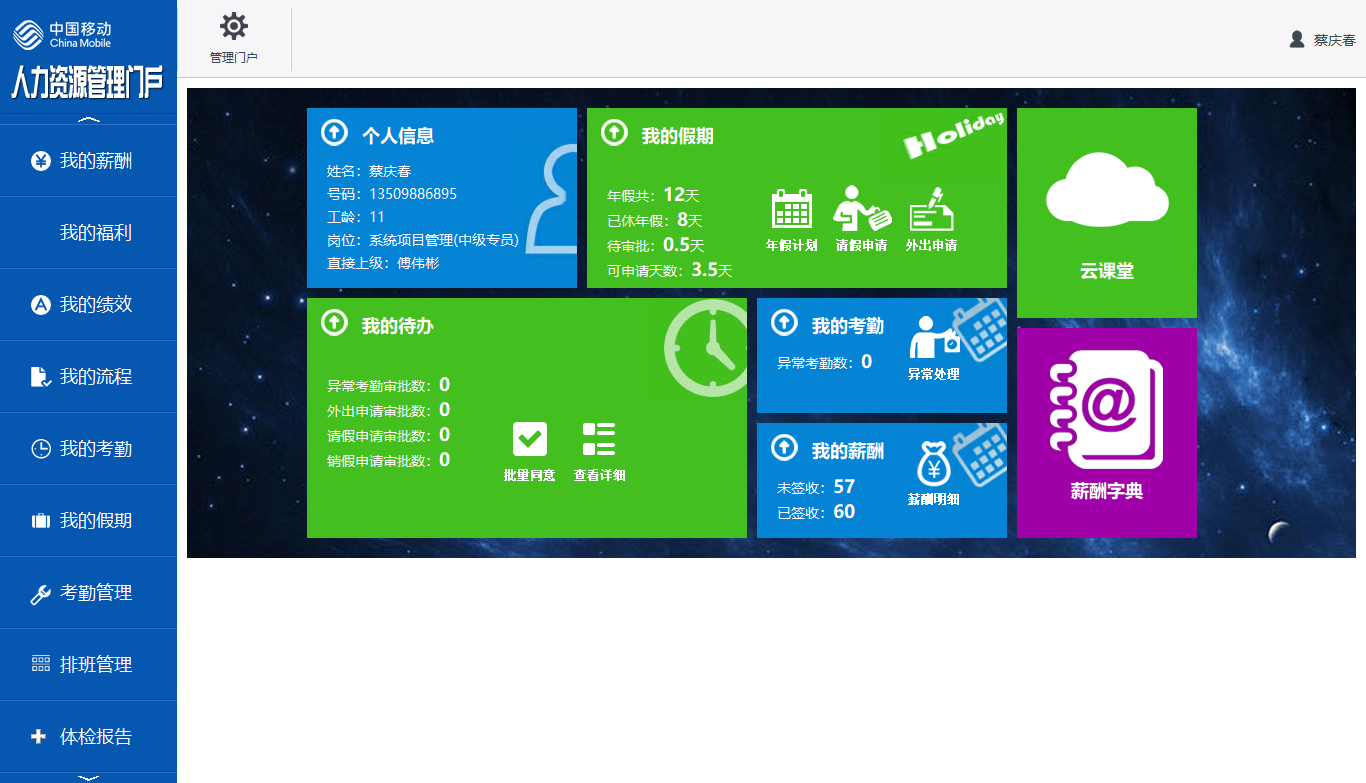 中国移动
China Mobile
人力资源管理门户
我的薪酬
我的福利
我的绩效
我的流程
我的考勤
我的假期
考勤管理
排班管理
体检报告
管理门户
蔡庆春
个人信息
姓名：蔡庆春
号码：13509886895
工龄：11
岗位：系统项目管理(中级专员)
直接上级：傅伟彬
我的假期
Holiday
年假共：12天
已休年假：8天
待审批：0.5天
可申请天数：3.5天
年假计划
请假申请
外出申请
云课堂
我的待办
异常考勤审批数：0
外出申请审批数：0
请假申请审批数：0
销假申请审批数：0
批量同意
查看详细
我的考勤
异常考勤数：0
异常处理
我的薪酬
未签收：57
已签收：60
薪酬明细
薪酬字典